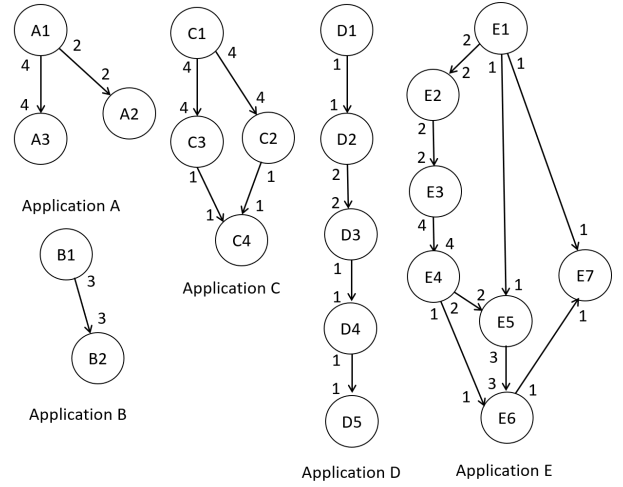 A1
2
4
2
4
A2
A3
Application A
B1
3
3
B2
Application B
C1
4
4
4
4
C3
C2
1
1
1
1
C4
Application C
D1
1
1
D2
2
2
D3
1
1
D4
1
1
D5
Application D
E1
2
1
1
2
E2
2
2
E3
4
4
E4
1
2
2
1
E5
1
E7
1
3
3
1
1
E6
Application E